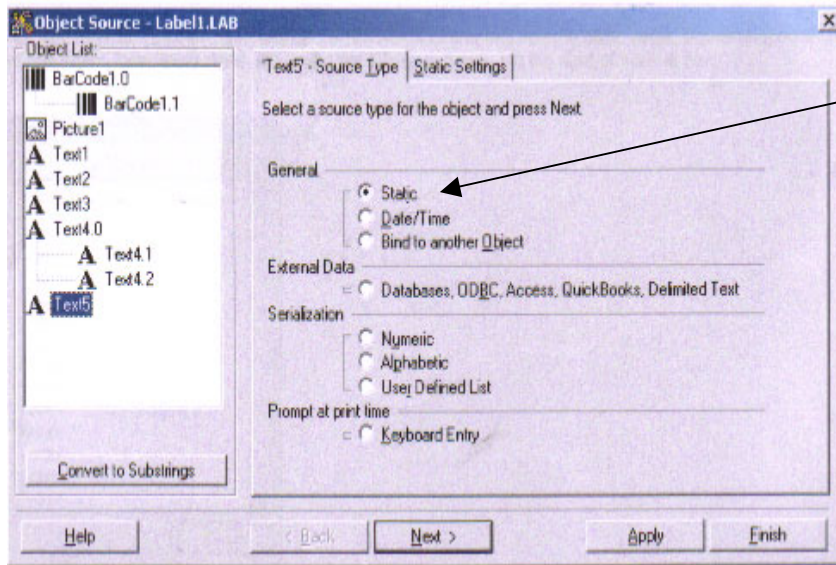 Object Source - Label1.LAB
Object List:
BarCode1.0
BarCode1.1
Picture1
Text1
Text2
Text3
Text4.0
Text4.1
Text4.2
Text5
Convert to Substrings
Text5' - Source Type
Static Settings
Select a source type for the object and press Next.
General
Static
Date/Time
Bind to another Object
External Data
Databases, ODBC, Access, QuickBooks, Delimited Text
Serialization
Numeric
Alphabetic
User Defined List
Prompt at print time
Keyboard Entry
Help
< Back
Next >
Apply
Finish